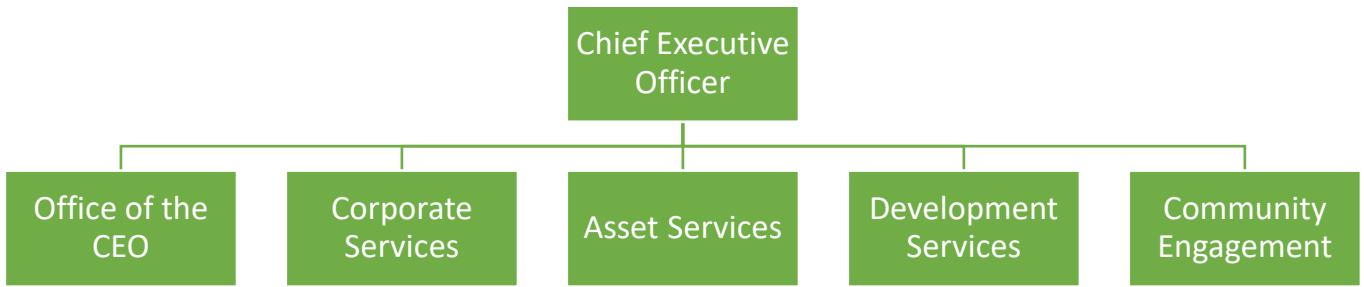 Chief Executive
Officer
Office of the
CEO
Corporate
Services
Asset Services
Development
Services
Community
Engagement